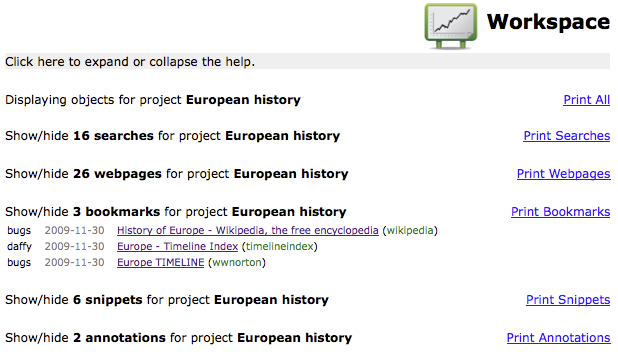 Workspace
Click here to expand or collapse the help.
Displaying objects for project European history Print All
Show/hide 16 searches for project European history Print Searches
Show/hide 26 webpages for project European history Print Webpages
Show/hide 3 bookmarks for project European history Print Bookmarks
bugs 2009-11-30 History of Europe - Wikipedia, the free encyclopedia (wikipedia)
daffy 2009-11-30 Europe - Timeline Index (timelineindex)
bugs 2009-11-30 Europe TIMELINE (wwnorton)
Show/hide 6 snippets for project European history Print Snippets
Show/hide 2 annotations for project European history Print Annotations